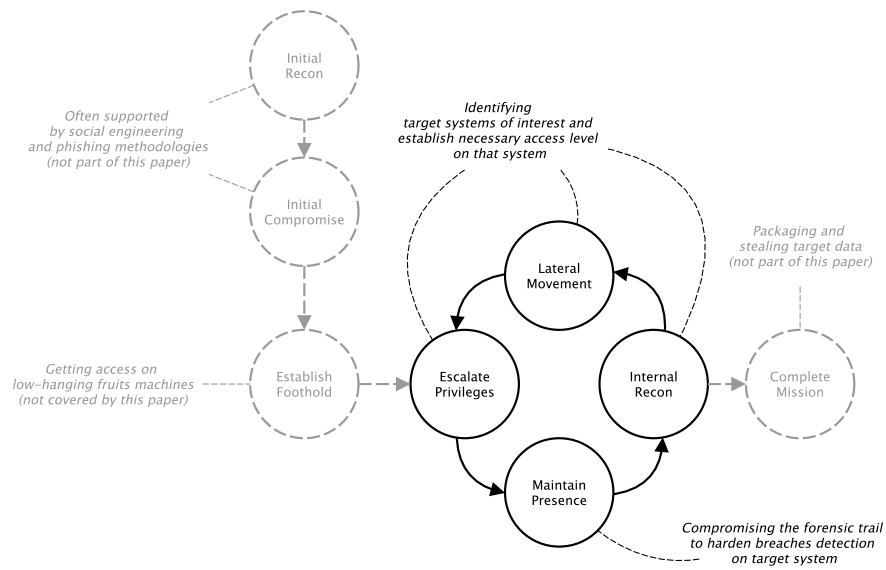 Initial
Recon
Often supported
by social engineering
and phishing methodologies
(not part of this paper)
Initial
Compromise
Identifying
target systems of interest and
establish necessary access level
on that system
Lateral
Movement
Packaging and
stealing target data
(not part of this paper)
Getting access on
low-hanging fruits machines
(not covered by this paper)
Establish
Foothold
Escalate
Privileges
Internal
Recon
Complete
Mission
Maintain
Presence
Compromising the forensic trail
to harden breaches detection
on target system